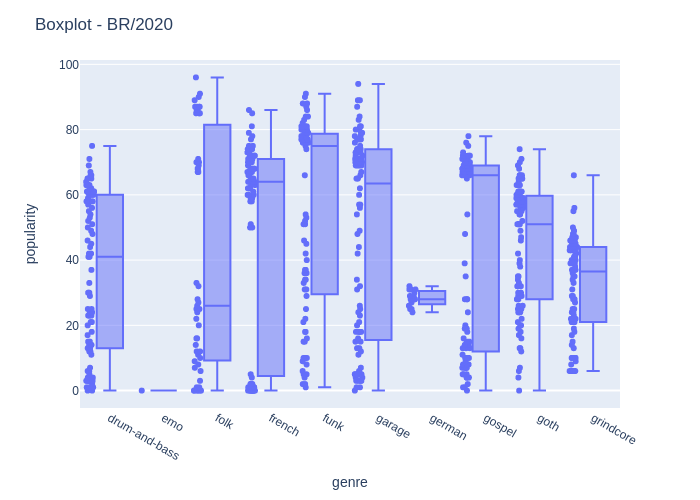 Boxplot - BR/2020
100
80
60
40
20
0
popularity
drum-and-bass
emo
folk
french
funk
garage
german
gospel
goth
grindcore
genre